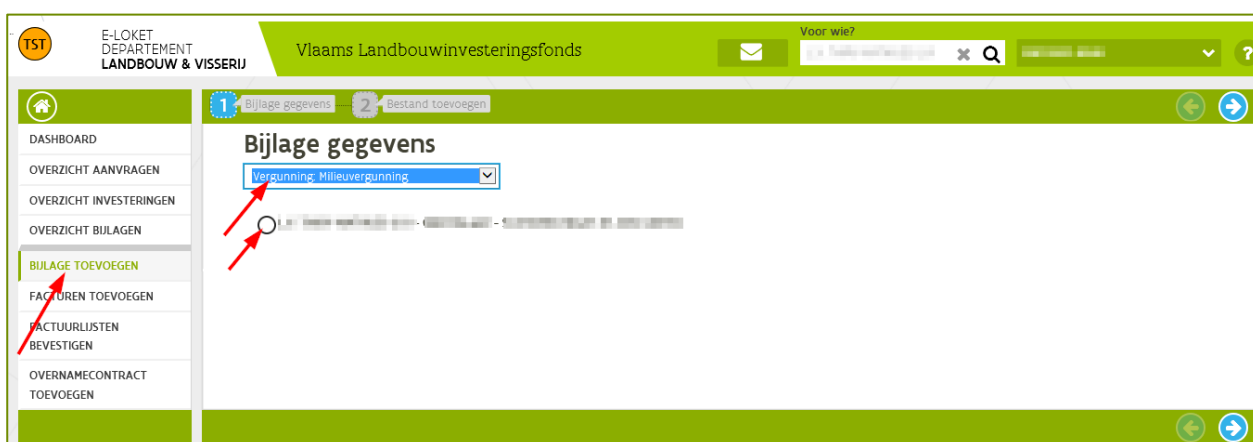 TST
E-LOKET
DEPARTEMENT
LANDBOUW & VISSERIJ
Vlaams Landbouwinvesteringsfonds
Voor wie?
?
1 Bijlage gegevens 2 Bestand toevoegen
DASHBOARD
OVERZICHT AANVRAGEN
OVERZICHT INVESTERINGEN
OVERZICHT BIJLAGEN
BIJLAGE TOEVOEGEN
FACTUREN TOEVOEGEN
FACTUURLIJSTEN
BEVESTIGEN
OVERNAMECONTRACT
TOEVOEGEN
Bijlage gegevens
Vergunning: Milieuvergunning